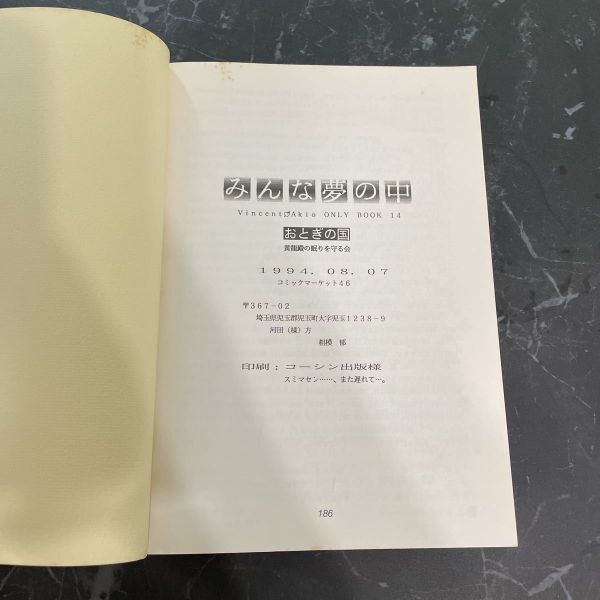 みんな夢の中
Vincent♂Akio ONLY BOOK 14
おとぎの国
黄龍殿の眠りを守る会
1994. 08. 07
コミックマーケット46
〒367－02
埼玉県児玉郡児玉町大字児玉1238－9
河田（様）方
相模 郁
印刷；コーシン出版様
スミマセン……、また遅れて…。
186